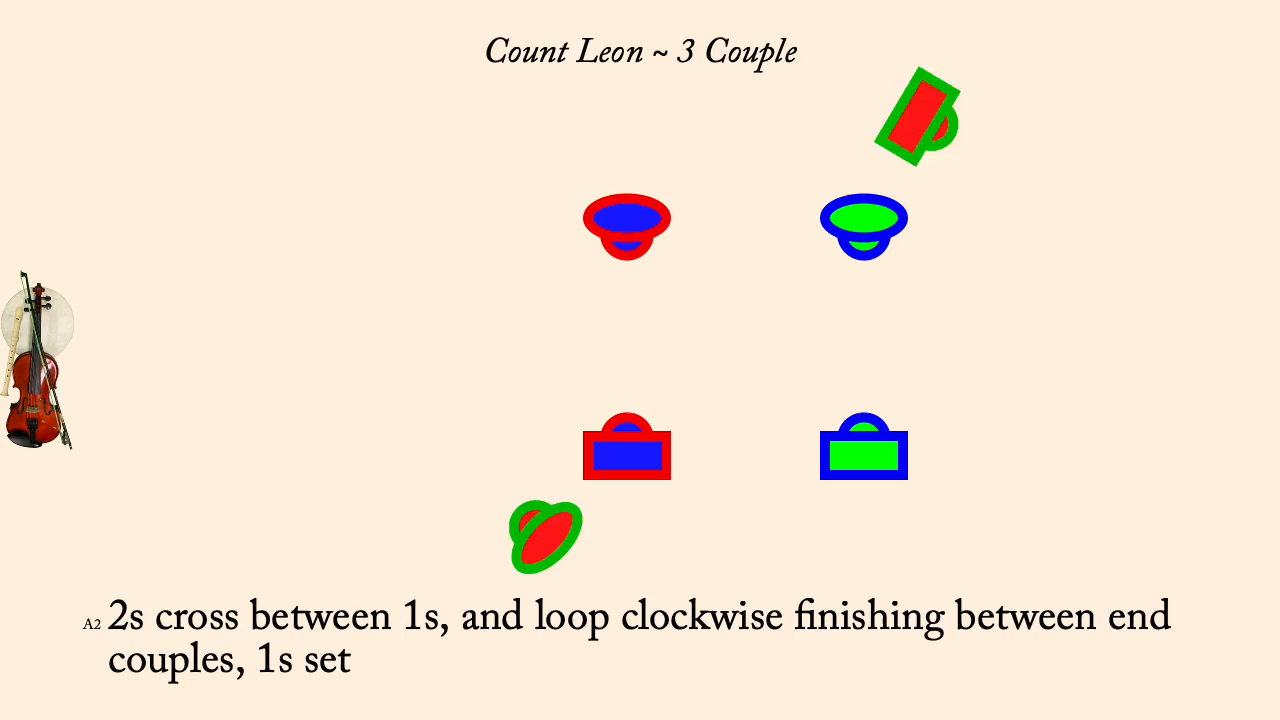 Count Leon ~ 3 Couple
A2 2s cross between 1s, and loop clockwise finishing between end
couples, 1s set